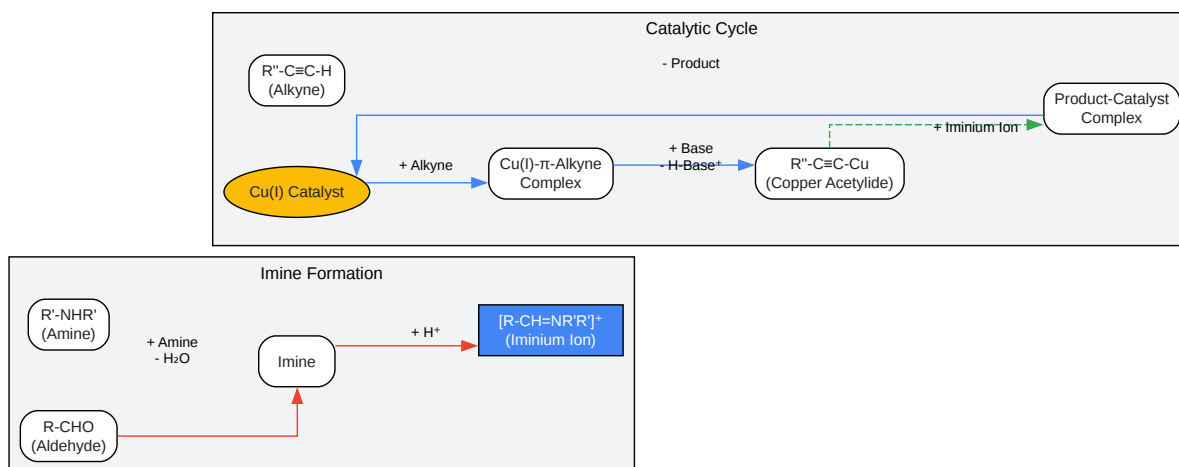 Catalytic Cycle
- Product
R''-C≡C-H
(Alkyne)
Product-Catalyst
Complex
+ Iminium Ion
+ Alkyne
Cu(I)-π-Alkyne
Complex
+ Base
- H-Base⁺
R''-C≡C-Cu
(Copper Acetylide)
Cu(I) Catalyst
Imine Formation
R'-NHR'
(Amine)
+ Amine
- H₂O
Imine
+ H⁺
[R-CH=NR'R']⁺
(Iminium Ion)
R-CHO
(Aldehyde)